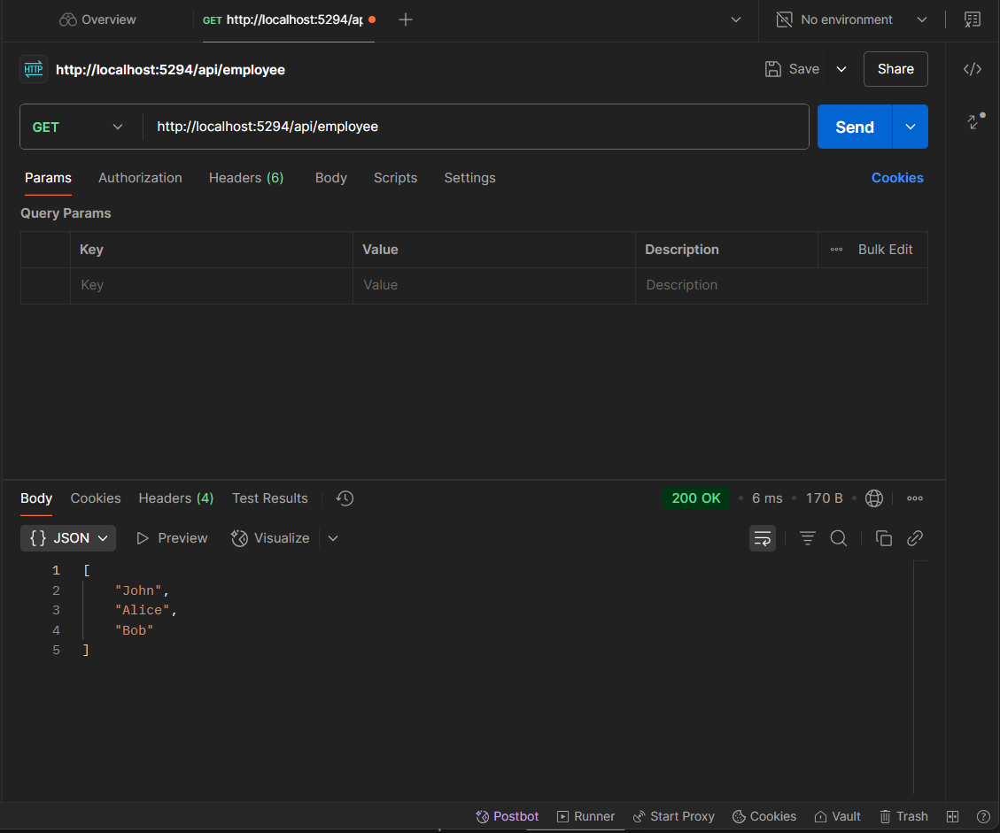 Overview
GET http://localhost:5294/ap
No environment
HTTP http://localhost:5294/api/employee
Save
Share
GET http://localhost:5294/api/employee
Send
Params Authorization Headers (6) Body Scripts Settings Cookies
Query Params
Key Value Description Bulk Edit
Key Value Description
Body Cookies Headers (4) Test Results 200 OK • 6 ms • 170 B •
{} JSON Preview Visualize
1 [
2 "John",
3 "Alice",
4 "Bob"
5 ]
Postbot Runner Start Proxy Cookies Vault Trash